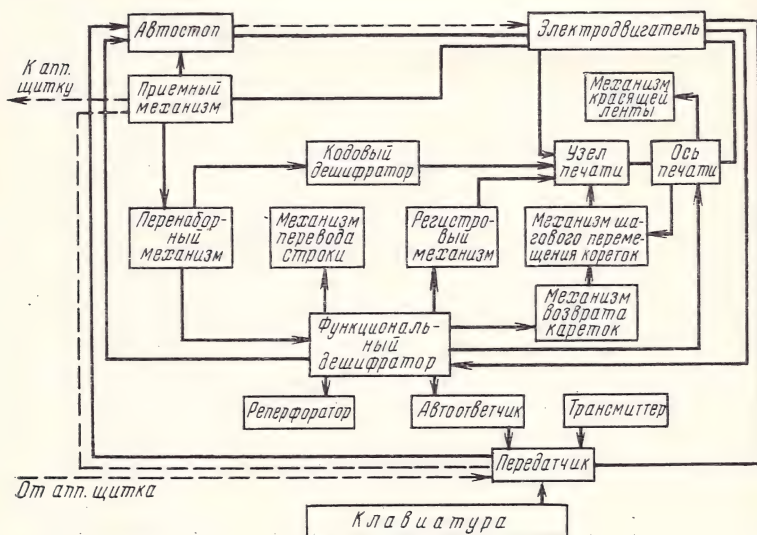 Автостоп
Электродвигатель
К апп.
щитку
Приемный
механизм
Механизм
красящей
ленты
Кодовый
дешифратор
Узел
печати
Ось
печати
Перенабор-
ный
механизм
Механизм
перевода
строки
Регистро-
вый
механизм
Механизм ша-
гового переме-
щения кореток
Механизм
возврата
кареток
Функциональ-
ный
дешифратор
Реперфоратор
Автоответчик
Трансмиттер
Передатчик
От апп. щитка
Клавиатура